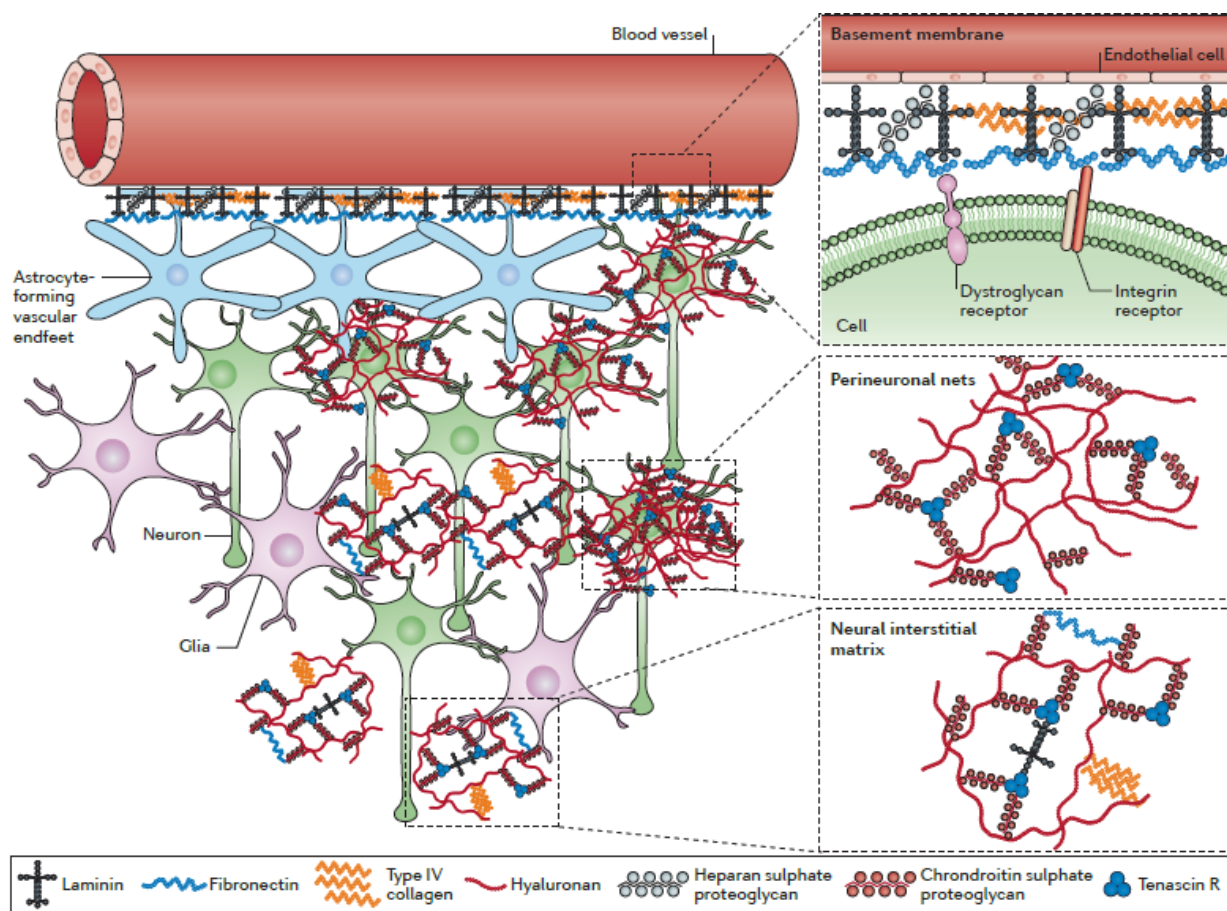 Blood vessel
Astrocyte-
forming
vascular
endfeet
Neuron
Glia
Basement membrane
Endothelial cell
Dystroglycan
receptor
Integrin
receptor
Cell
Perineuronal nets
Neural interstitial
matrix
Laminin
Fibronectin
Type IV
collagen
Hyaluronan
Heparan sulphate
proteoglycan
Chrondroitin sulphate
proteoglycan
Tenascin R